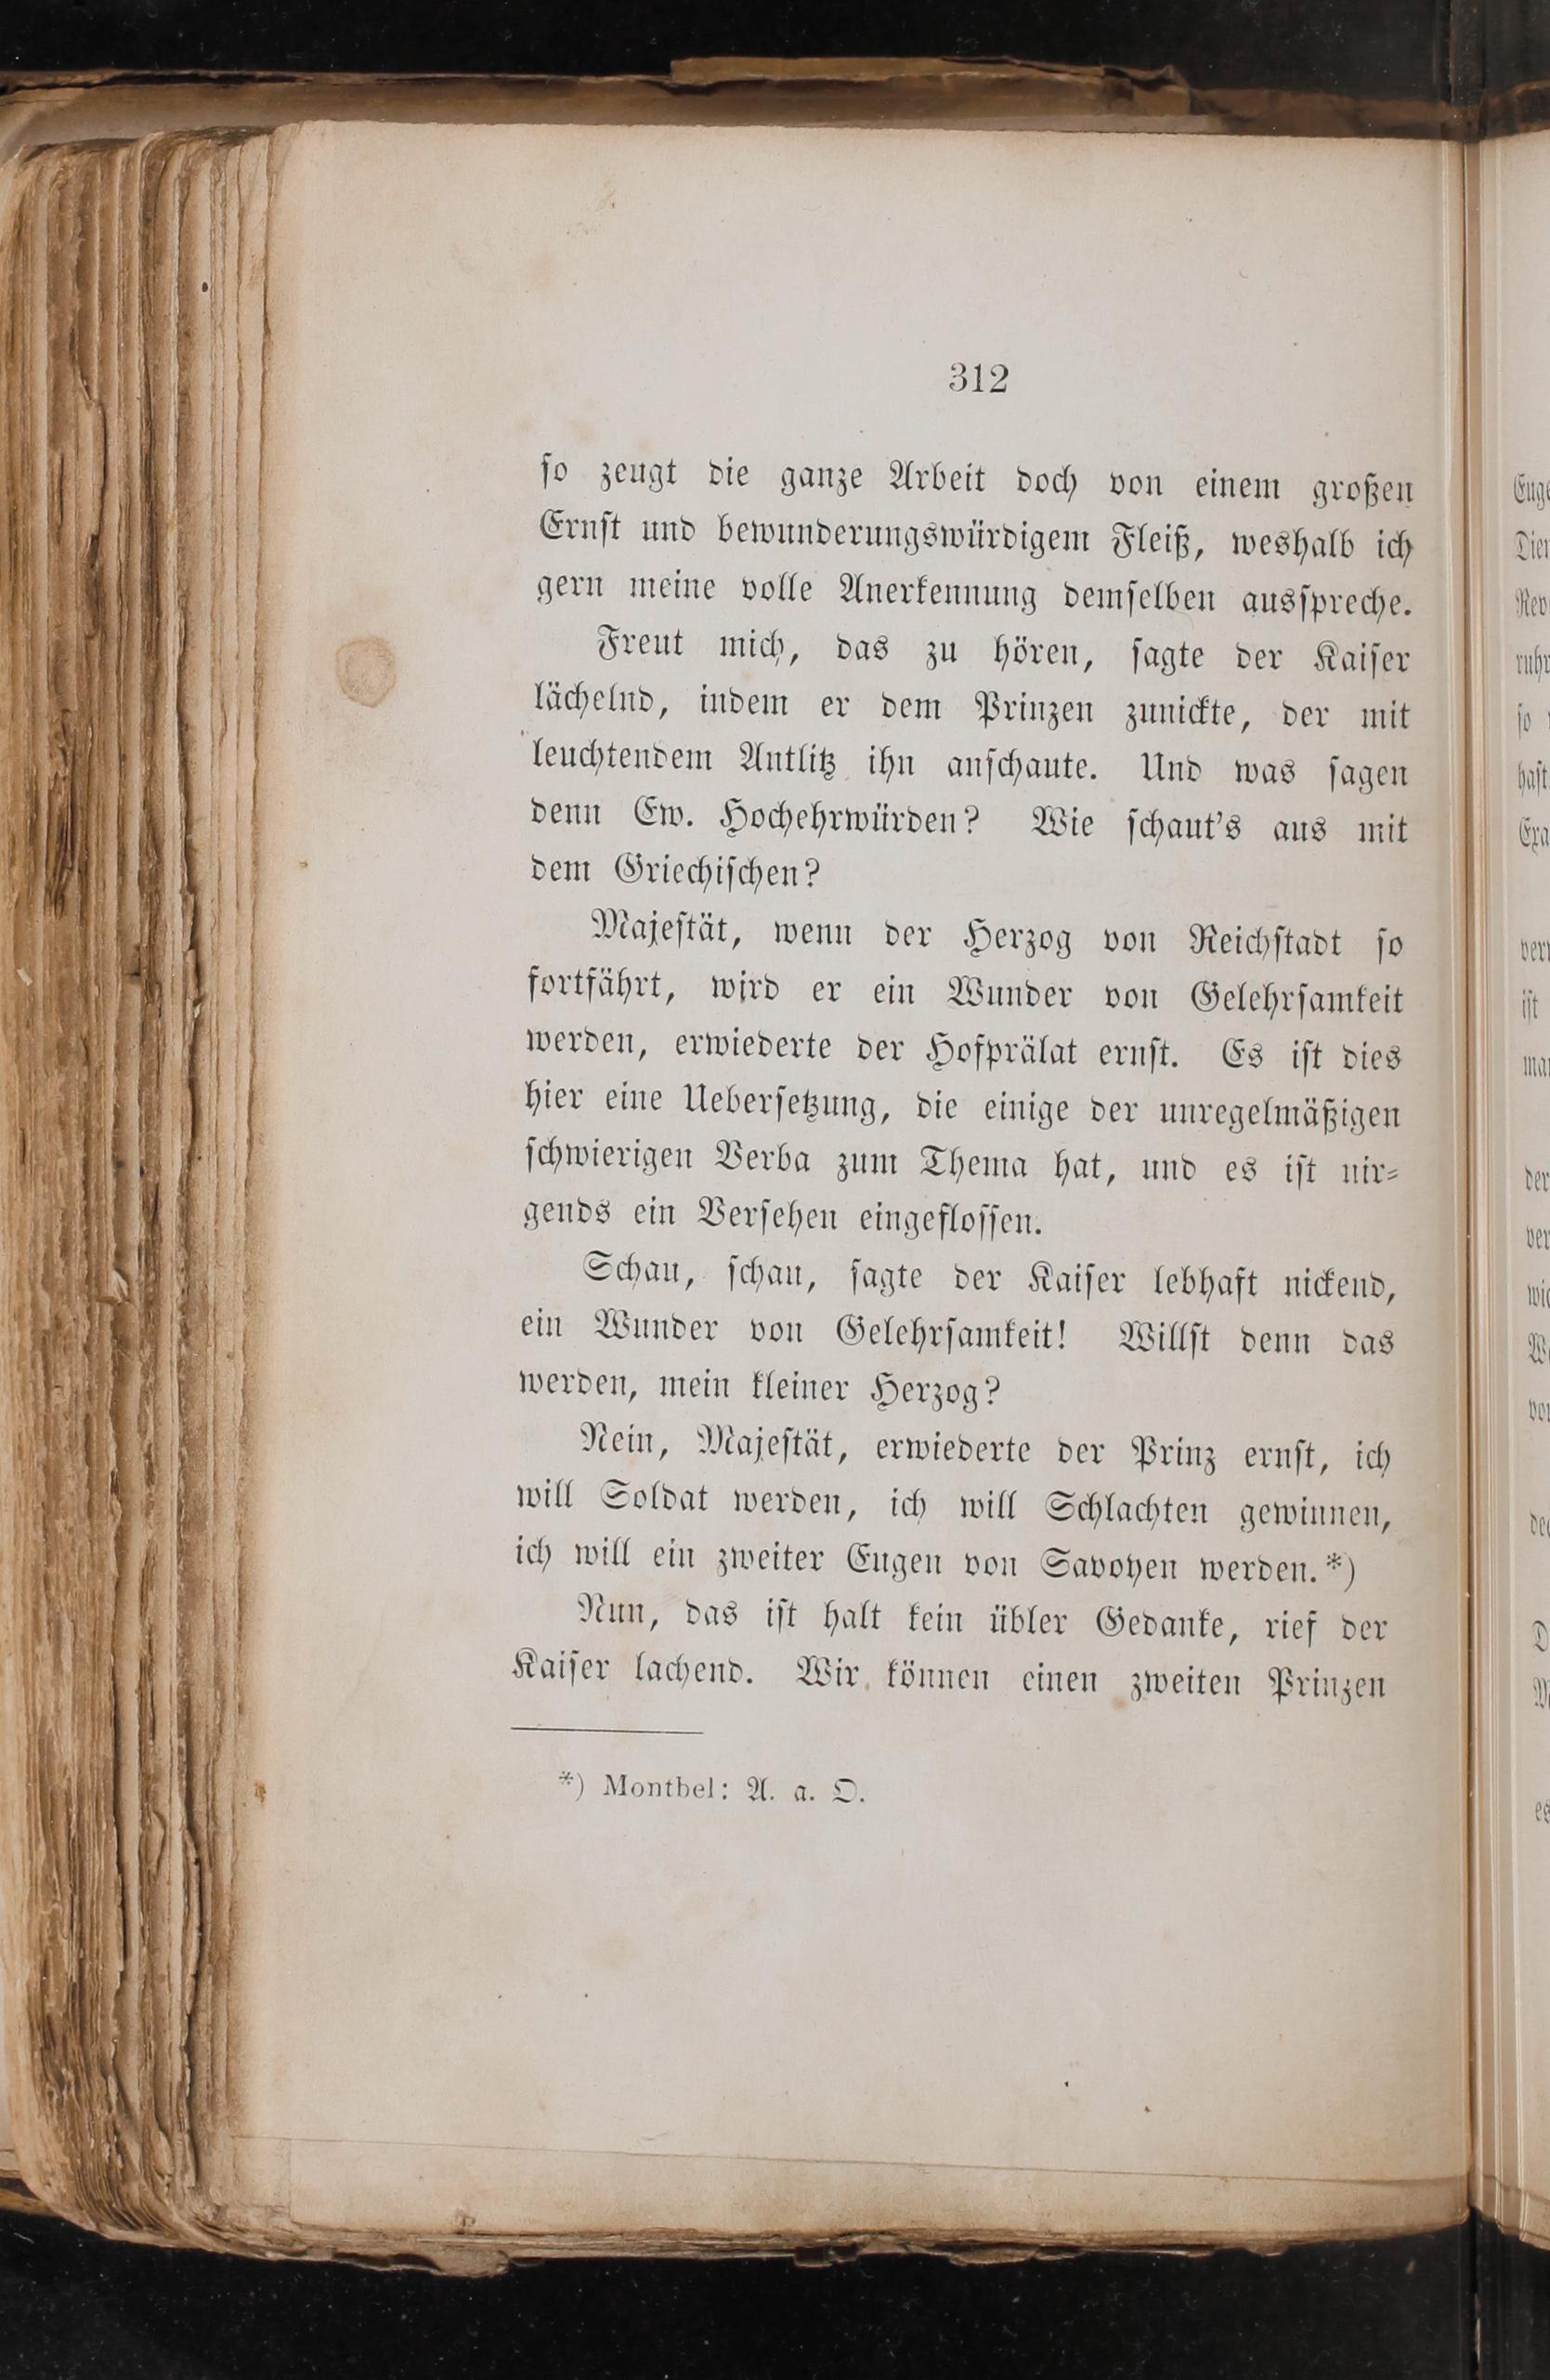 312
so zeugt die ganze Arbeit doch von einem großen
Ernst und bewunderungswürdigem Fleiß, weshalb ich
gern meine volle Anerkennung demselben ausspreche.
Freut mich, das zu hören, sagte der Kaiser
lächelnd, indem er dem Prinzen zunickte, der mit
leuchtendem Antlitz ihn anschaute. Und was sagen
denn Ew. Hochehrwürden? Wie schaut's aus mit
dem Griechischen?
Majestät, wenn der Herzog von Reichstadt so
fortfährt, wird er ein Wunder von Gelehrsamkeit
werden, erwiederte der Hofprälat ernst. Es ist dies
hier eine Uebersetzung, die einige der unregelmäßigen
schwierigen Verba zum Thema hat, und es ist nir-
gends ein Versehen eingeflossen.
Schau, schau, sagte der Kaiser lebhaft nickend,
ein Wunder von Gelehrsamkeit! Willst denn das
werden, mein kleiner Herzog?
Nein, Majestät, erwiederte der Prinz ernst, ich
will Soldat werden, ich will Schlachten gewinnen,
ich will ein zweiter Eugen von Savoyen werden.*)
Nun, das ist halt kein übler Gedanke, rief der
Kaiser lachend. Wir können einen zweiten Prinzen
*) Montbel: A. a. O.